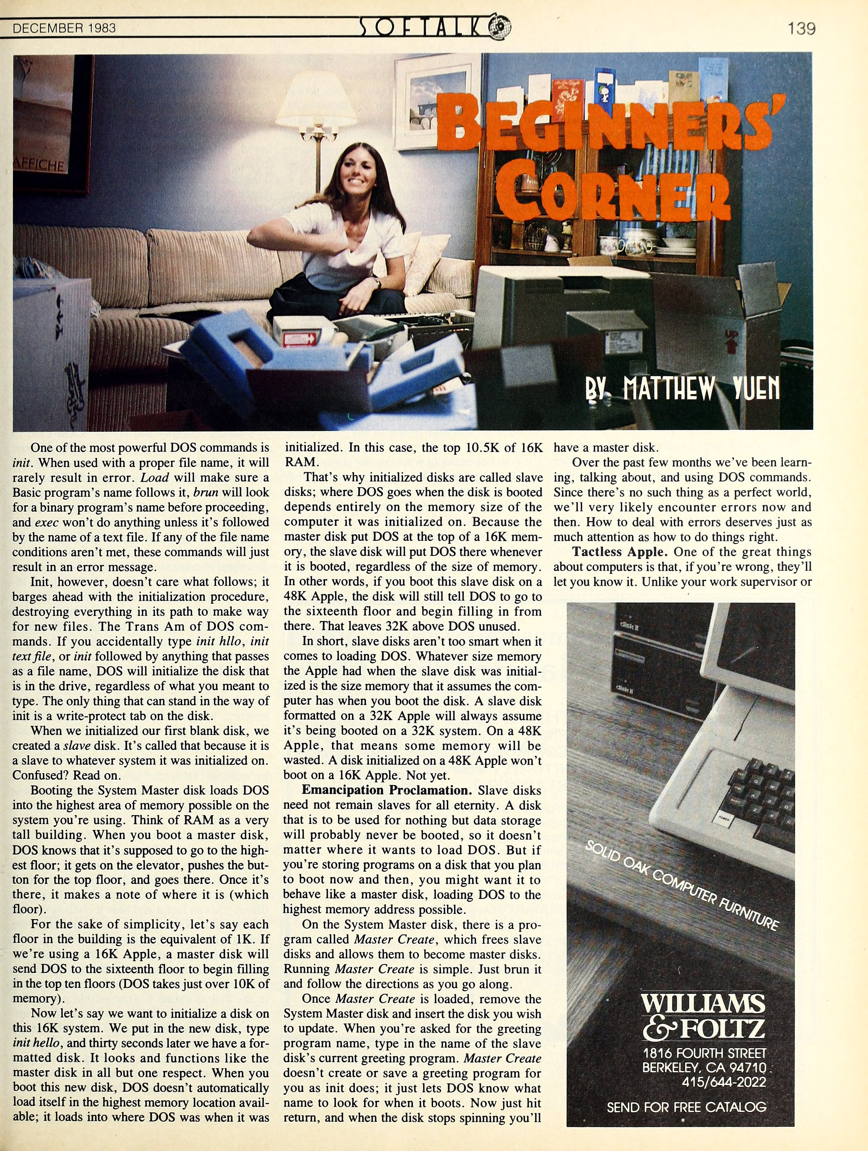 DECEMBER 1983
SOFTALK
139
AFFICHE
BEGINNERS'
CORNER
UP
BY MATTHEW YUEN
One of the most powerful DOS commands is
init. When used with a proper file name, it will
rarely result in error. Load will make sure a
Basic program's name follows it, brun will look
for a binary program's name before proceeding,
and exec won't do anything unless it's followed
by the name of a text file. If any of the file name
conditions aren't met, these commands will just
result in an error message.
Init, however, doesn't care what follows; it
barges ahead with the initialization procedure,
destroying everything in its path to make way
for new files. The Trans Am of DOS com-
mands. If you accidentally type init hllo, init
text file, or init followed by anything that passes
as a file name, DOS will initialize the disk that
is in the drive, regardless of what you meant to
type. The only thing that can stand in the way of
init is a write-protect tab on the disk.
When we initialized our first blank disk, we
created a slave disk. It's called that because it is
a slave to whatever system it was initialized on.
Confused? Read on.
Booting the System Master disk loads DOS
into the highest area of memory possible on the
system you're using. Think of RAM as a very
tall building. When you boot a master disk,
DOS knows that it's supposed to go to the high-
est floor; it gets on the elevator, pushes the but-
ton for the top floor, and goes there. Once it's
there, it makes a note of where it is (which
floor).
For the sake of simplicity, let's say each
floor in the building is the equivalent of 1K. If
we're using a 16K Apple, a master disk will
send DOS to the sixteenth floor to begin filling
in the top ten floors (DOS takes just over 10K of
memory).
Now let's say we want to initialize a disk on
this 16K system. We put in the new disk, type
init hello, and thirty seconds later we have a for-
matted disk. It looks and functions like the
master disk in all but one respect. When you
boot this new disk, DOS doesn't automatically
load itself in the highest memory location avail-
able; it loads into where DOS was when it was
initialized. In this case, the top 10.5K of 16K
RAM.
That's why initialized disks are called slave
disks; where DOS goes when the disk is booted
depends entirely on the memory size of the
computer it was initialized on. Because the
master disk put DOS at the top of a 16K mem-
ory, the slave disk will put DOS there whenever
it is booted, regardless of the size of memory.
In other words, if you boot this slave disk on a
48K Apple, the disk will still tell DOS to go to
the sixteenth floor and begin filling in from
there. That leaves 32K above DOS unused.
In short, slave disks aren't too smart when it
comes to loading DOS. Whatever size memory
the Apple had when the slave disk was initial-
ized is the size memory that it assumes the com-
puter has when you boot the disk. A slave disk
formatted on a 32K Apple will always assume
it's being booted on a 32K system. On a 48K
Apple, that means some memory will be
wasted. A disk initialized on a 48K Apple won't
boot on a 16K Apple. Not yet.
Emancipation Proclamation. Slave disks
need not remain slaves for all eternity. A disk
that is to be used for nothing but data storage
will probably never be booted, so it doesn't
matter where it wants to load DOS. But if
you're storing programs on a disk that you plan
to boot now and then, you might want it to
behave like a master disk, loading DOS to the
highest memory address possible.
On the System Master disk, there is a pro-
gram called Master Create, which frees slave
disks and allows them to become master disks.
Running Master Create is simple. Just brun it
and follow the directions as you go along.
Once Master Create is loaded, remove the
System Master disk and insert the disk you wish
to update. When you're asked for the greeting
program name, type in the name of the slave
disk's current greeting program. Master Create
doesn't create or save a greeting program for
you as init does; it just lets DOS know what
name to look for when it boots. Now just hit
return, and when the disk stops spinning you'll
have a master disk.
Over the past few months we've been learn-
ing, talking about, and using DOS commands.
Since there's no such thing as a perfect world,
we'll very likely encounter errors now and
then. How to deal with errors deserves just as
much attention as how to do things right.
Tactless Apple. One of the great things
about computers is that, if you're wrong, they'll
let you know it. Unlike your work supervisor or
disk II
disk II
SOLID OAK COMPUTER FURNITURE
WILLIAMS
& FOLTZ
1816 FOURTH STREET
BERKELEY, CA 94710
415/644-2022
SEND FOR FREE CATALOG